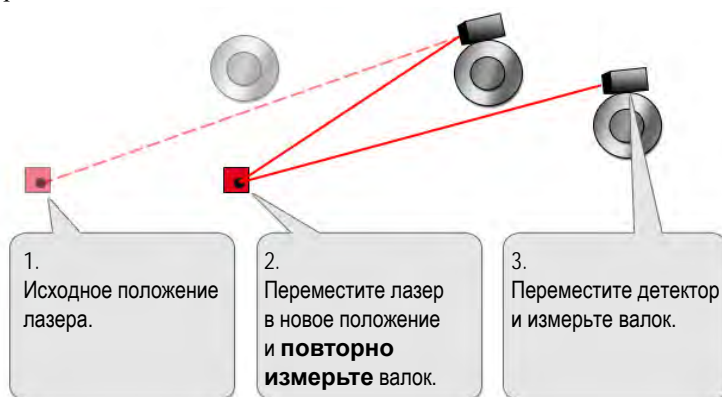 1.
Исходное положение
лазера.
2.
Переместите лазер
в новое положение
и повторно
измерьте валок.
3.
Переместите детектор
и измерьте валок.